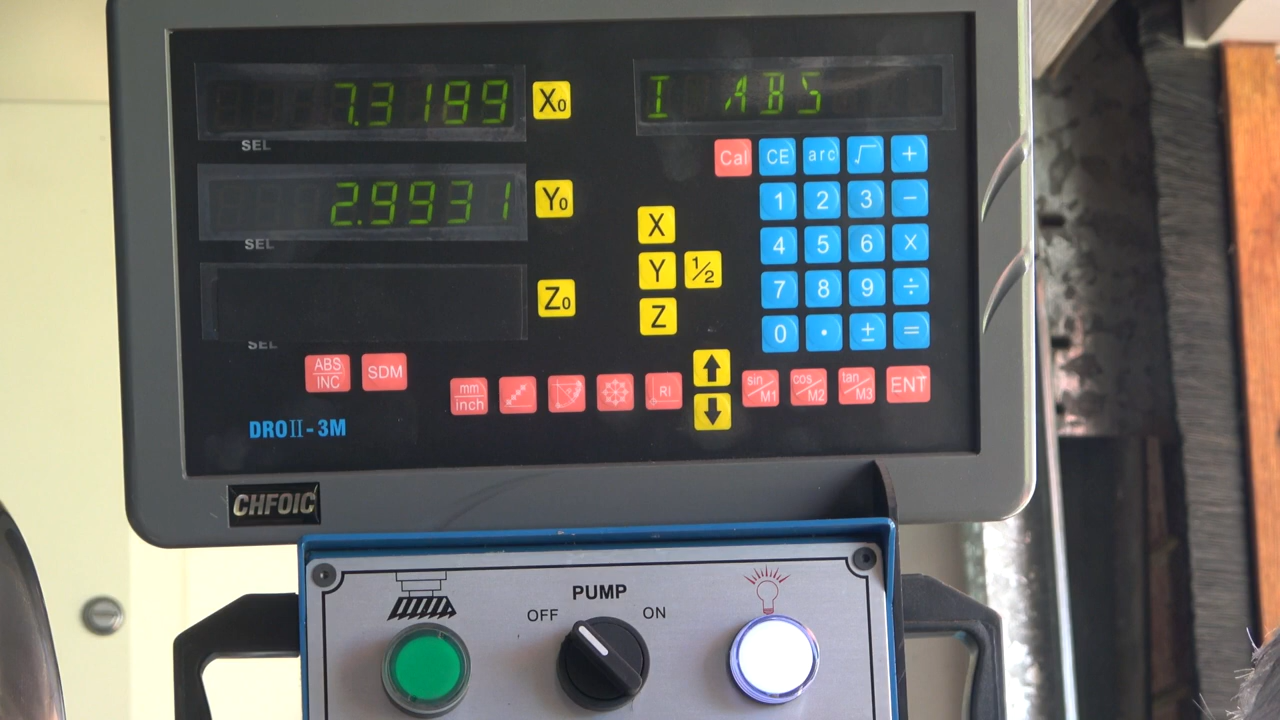 7.3189
X0
I ABS
SEL
Cal CE arc √ +
2.9931
Y0
1 2 3 −
SEL
X
4 5 6 X
Y 1/2
Z0
7 8 9 ÷
Z
0 · ± =
SEL
ABS/INC SDM
mm/inch RI sin/M1 cos/M2 tan/M3 ENT
DROII-3M
CHFOIC
PUMP
OFF ON